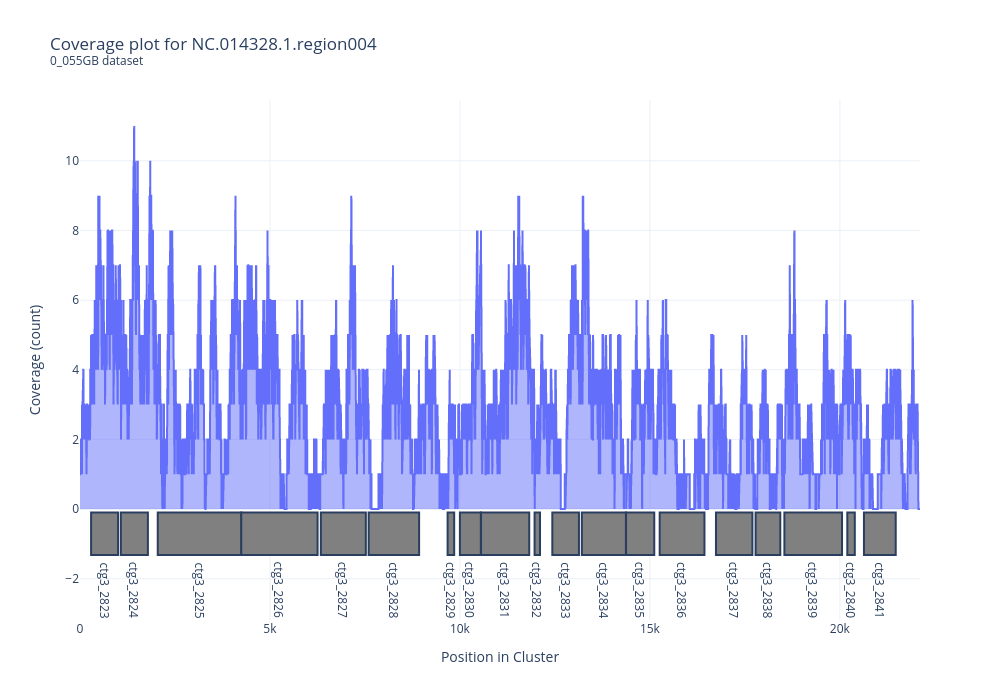 Coverage plot for NC.014328.1.region004
0_055GB dataset
10
8
6
4
2
0
−2
Coverage (count)
ctg3_2823
ctg3_2824
ctg3_2825
ctg3_2826
ctg3_2827
ctg3_2828
ctg3_2829
ctg3_2830
ctg3_2831
ctg3_2832
ctg3_2833
ctg3_2834
ctg3_2835
ctg3_2836
ctg3_2837
ctg3_2838
ctg3_2839
ctg3_2840
ctg3_2841
0
5k
10k
15k
20k
Position in Cluster